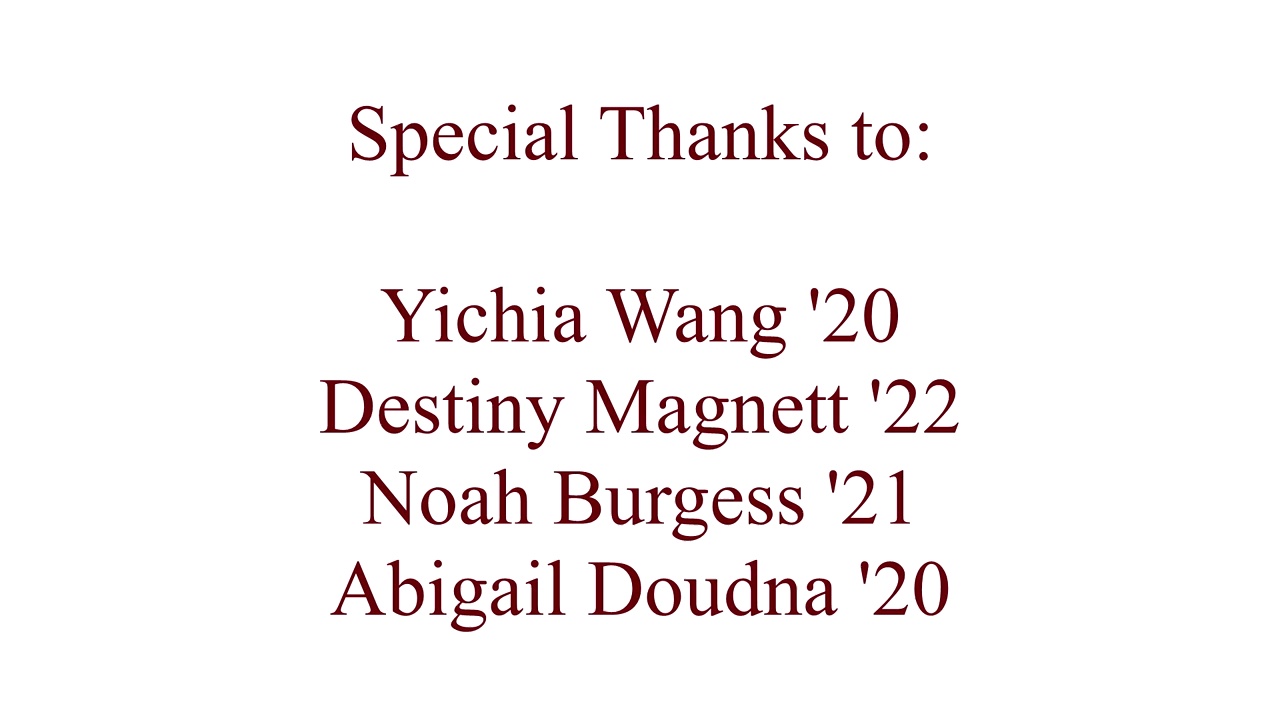 Special Thanks to:
Yichia Wang '20
Destiny Magnett '22
Noah Burgess '21
Abigail Doudna '20